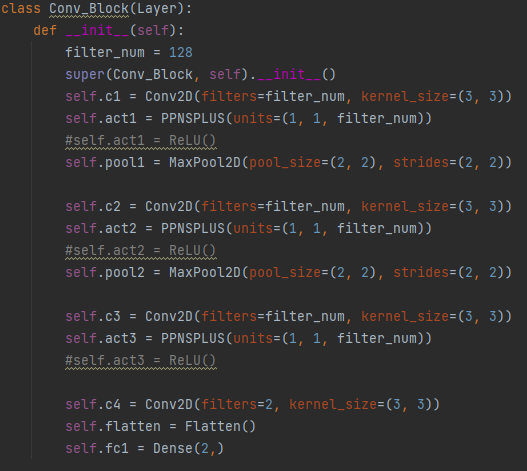 class Conv_Block(Layer):
    def __init__(self):
        filter_num = 128
        super(Conv_Block, self).__init__()
        self.c1 = Conv2D(filters=filter_num, kernel_size=(3, 3))
        self.act1 = PPNSPLUS(units=(1, 1, filter_num))
        #self.act1 = ReLU()
        self.pool1 = MaxPool2D(pool_size=(2, 2), strides=(2, 2))

        self.c2 = Conv2D(filters=filter_num, kernel_size=(3, 3))
        self.act2 = PPNSPLUS(units=(1, 1, filter_num))
        #self.act2 = ReLU()
        self.pool2 = MaxPool2D(pool_size=(2, 2), strides=(2, 2))

        self.c3 = Conv2D(filters=filter_num, kernel_size=(3, 3))
        self.act3 = PPNSPLUS(units=(1, 1, filter_num))
        #self.act3 = ReLU()

        self.c4 = Conv2D(filters=2, kernel_size=(3, 3))
        self.flatten = Flatten()
        self.fc1 = Dense(2,)